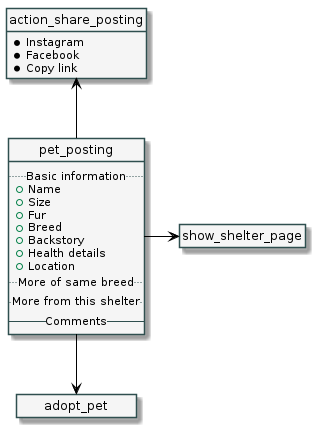 action_share_posting
Instagram
Facebook
Copy link
pet_posting
Basic information
Name
Size
Fur
Breed
Backstory
Health details
Location
More of same breed
More from this shelter
Comments
show_shelter_page
adopt_pet